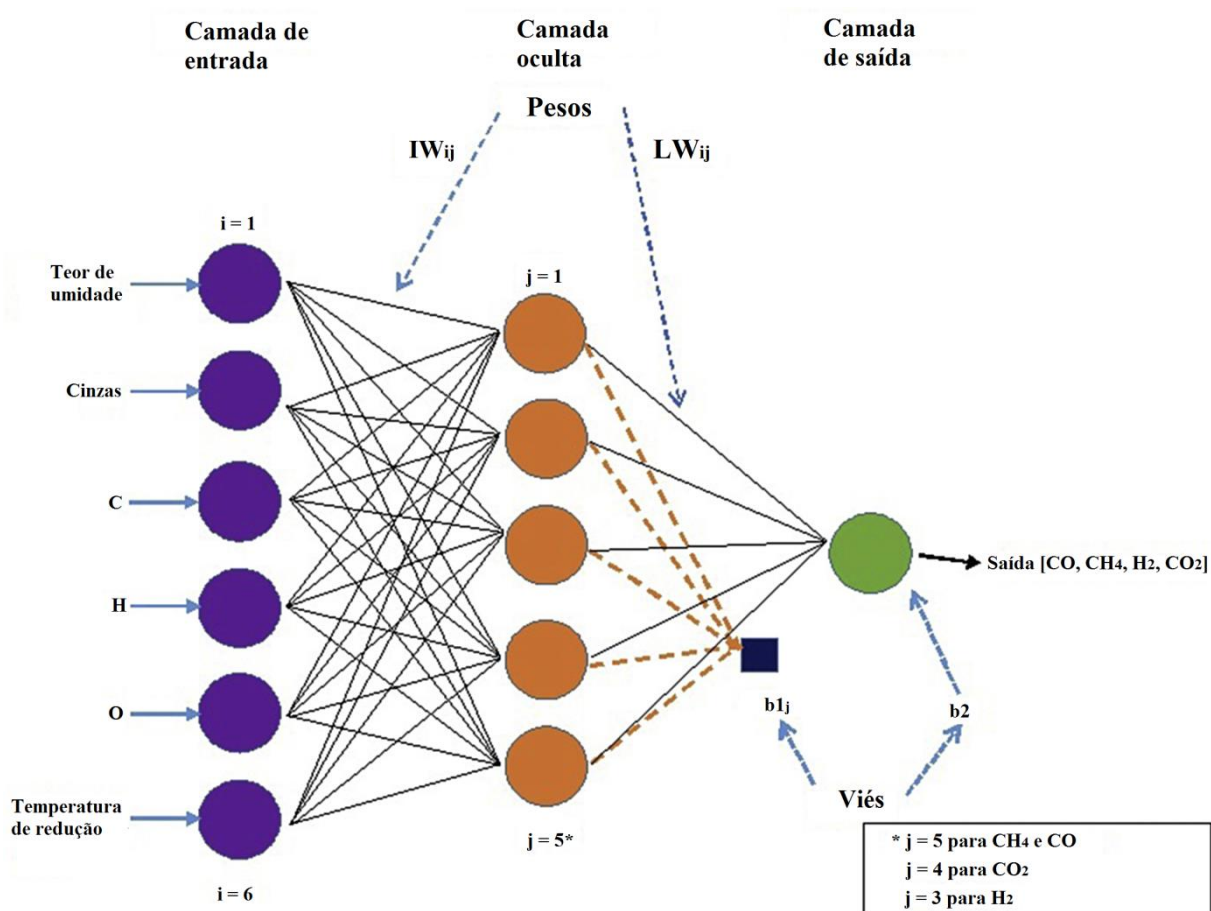 Camada de
entrada
Camada
oculta
Camada
de saída
Pesos
IWij
LWij
i = 1
Teor de
umidade
j = 1
Cinzas
C
Saída [CO, CH4, H2, CO2]
H
O
b1j
b2
Temperatura
de redução
Viés
j = 5*
i = 6
* j = 5 para CH4 e CO
j = 4 para CO2
j = 3 para H2